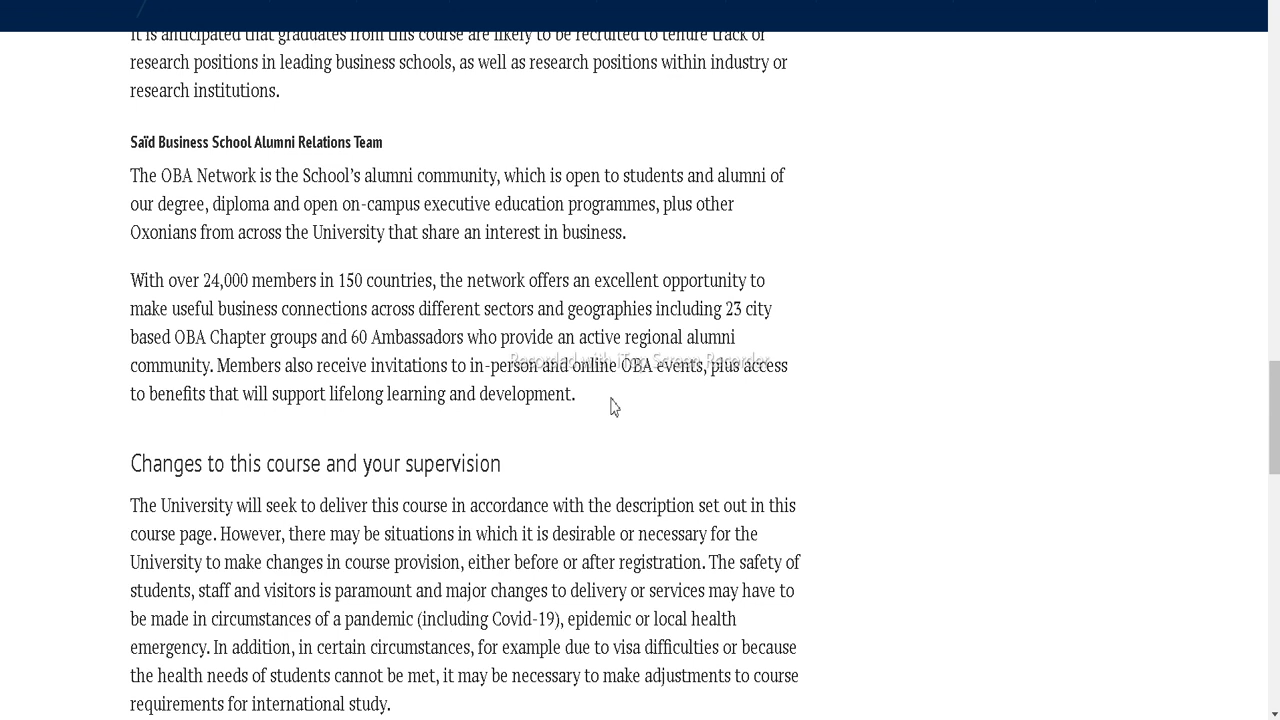 It is anticipated that graduates from this course are likely to be recruited to tenure track or
research positions in leading business schools, as well as research positions within industry or
research institutions.
Saïd Business School Alumni Relations Team
The OBA Network is the School’s alumni community, which is open to students and alumni of
our degree, diploma and open on-campus executive education programmes, plus other
Oxonians from across the University that share an interest in business.
With over 24,000 members in 150 countries, the network offers an excellent opportunity to
make useful business connections across different sectors and geographies including 23 city
based OBA Chapter groups and 60 Ambassadors who provide an active regional alumni
community. Members also receive invitations to in-person and online OBA events, plus access
Recorded with iTop Screen Recorder
to benefits that will support lifelong learning and development.
Changes to this course and your supervision
The University will seek to deliver this course in accordance with the description set out in this
course page. However, there may be situations in which it is desirable or necessary for the
University to make changes in course provision, either before or after registration. The safety of
students, staff and visitors is paramount and major changes to delivery or services may have to
be made in circumstances of a pandemic (including Covid-19), epidemic or local health
emergency. In addition, in certain circumstances, for example due to visa difficulties or because
the health needs of students cannot be met, it may be necessary to make adjustments to course
requirements for international study.